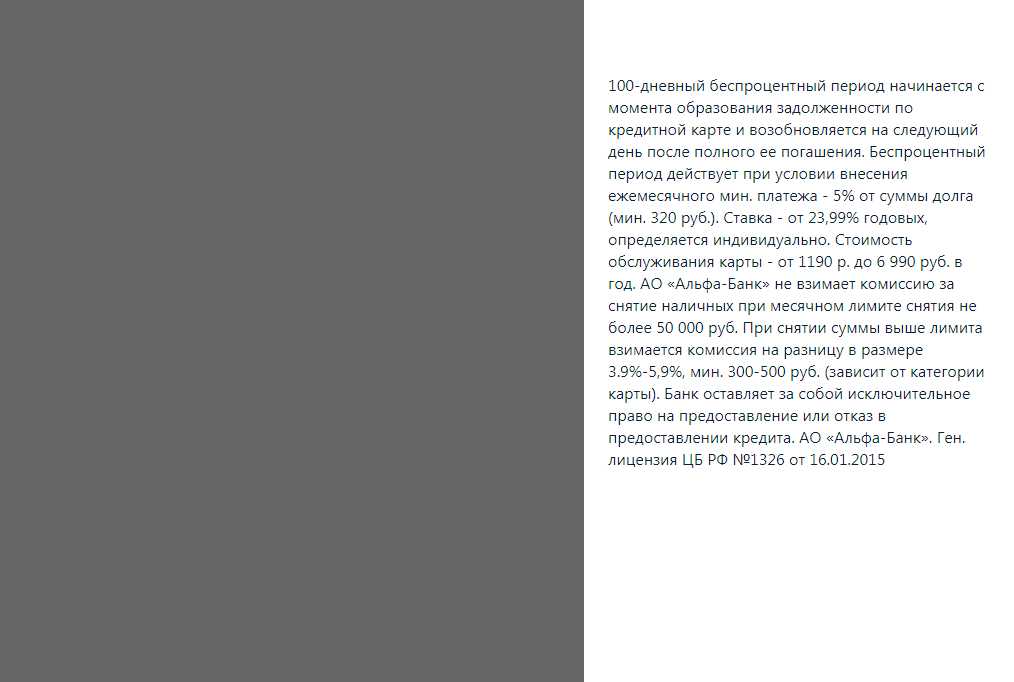 100-дневный беспроцентный период начинается с
момента образования задолженности по
кредитной карте и возобновляется на следующий
день после полного ее погашения. Беспроцентный
период действует при условии внесения
ежемесячного мин. платежа - 5% от суммы долга
(мин. 320 руб.). Ставка - от 23,99% годовых,
определяется индивидуально. Стоимость
обслуживания карты - от 1190 р. до 6 990 руб. в
год. АО «Альфа-Банк» не взимает комиссию за
снятие наличных при месячном лимите снятия не
более 50 000 руб. При снятии суммы выше лимита
взимается комиссия на разницу в размере
3.9%-5,9%, мин. 300-500 руб. (зависит от категории
карты). Банк оставляет за собой исключительное
право на предоставление или отказ в
предоставлении кредита. АО «Альфа-Банк». Ген.
лицензия ЦБ РФ №1326 от 16.01.2015